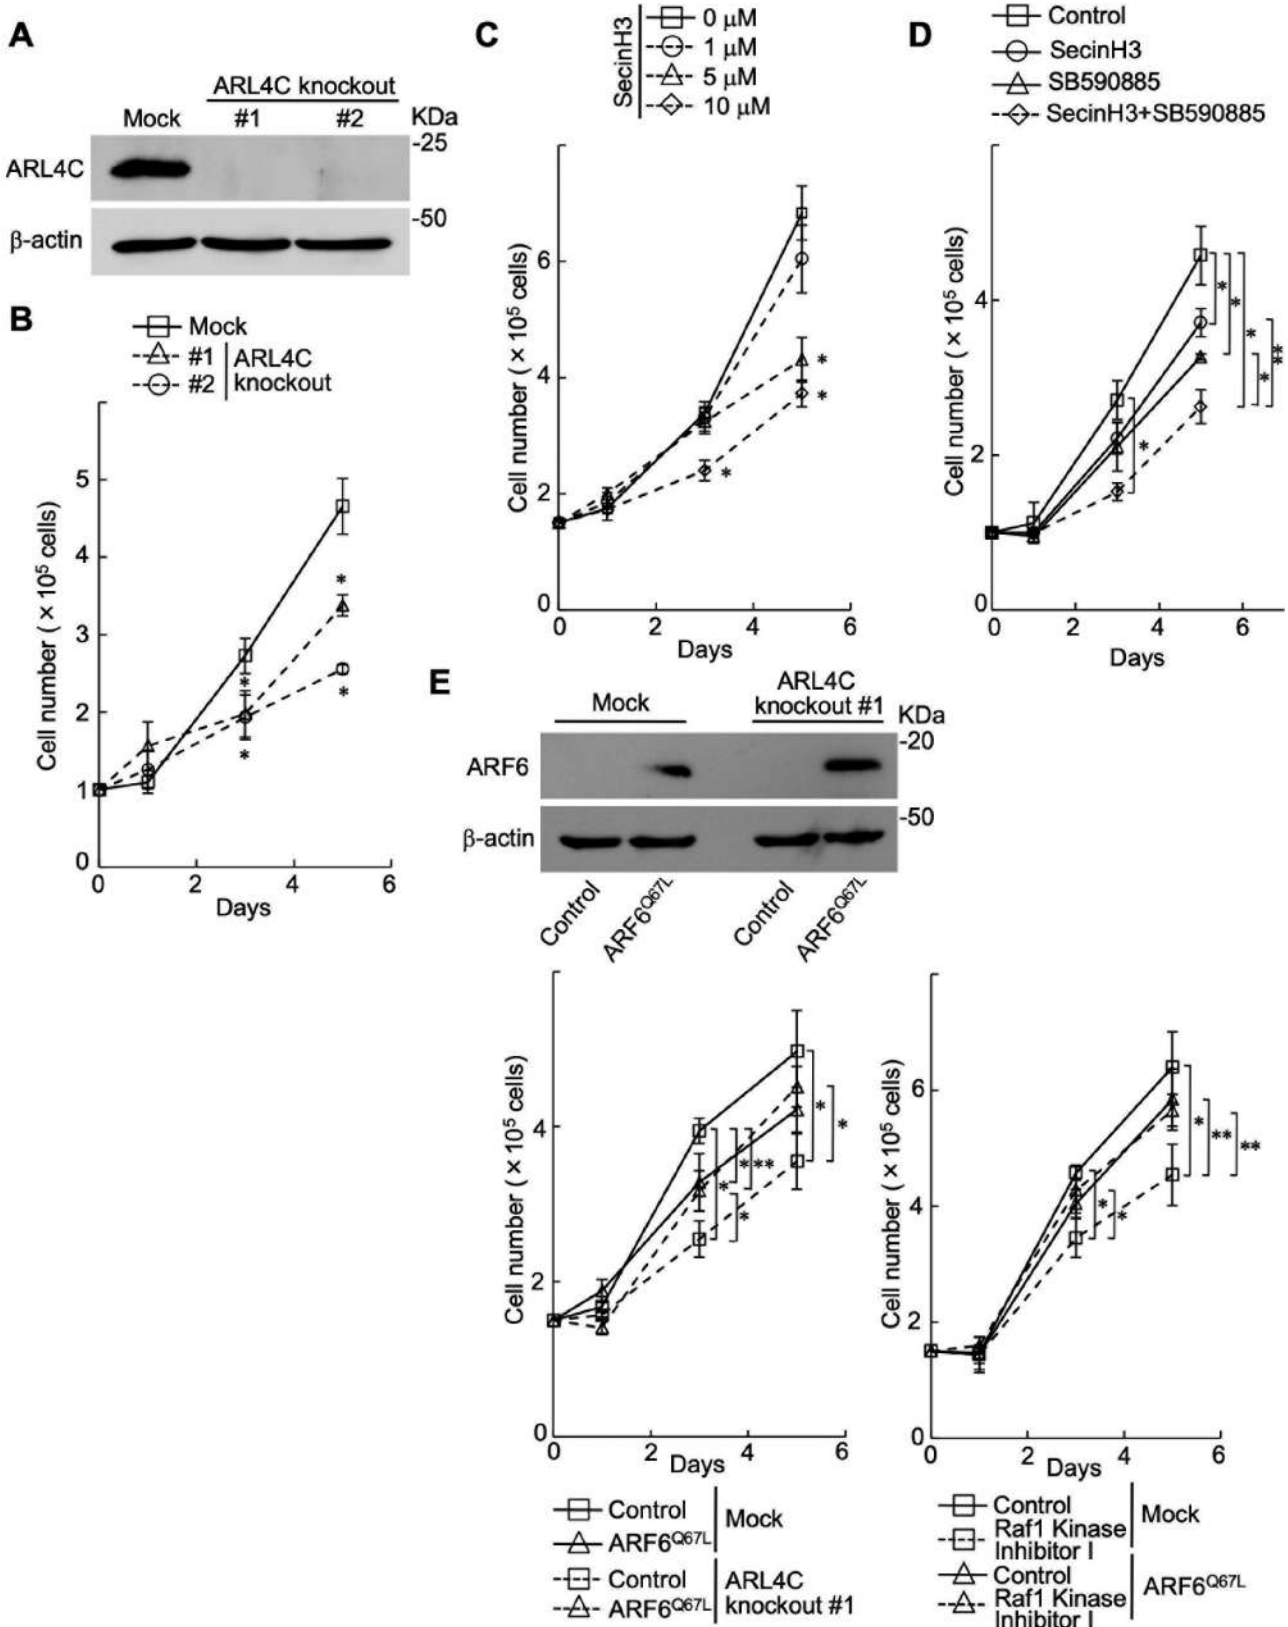 A
ARL4C knockout
Mock #1 #2 KDa
ARL4C
-25
β-actin
-50
B
Mock
#1
#2
ARL4C
knockout
Cell number ( × 10⁵ cells)
5
4
3
2
1
0
*
*
*
*
0 2 4 6
Days
C
SecinH3
0 μM
1 μM
5 μM
10 μM
Cell number ( × 10⁵ cells)
6
4
2
0
*
*
*
0 2 4 6
Days
D
Control
SecinH3
SB590885
SecinH3+SB590885
Cell number ( × 10⁵ cells)
4
2
0
*
*
*
*
**
*
0 2 4 6
Days
E
Mock
ARL4C
knockout #1
KDa
ARF6
-20
β-actin
-50
Control
ARF6Q67L
Control
ARF6Q67L
Cell number ( × 10⁵ cells)
4
2
0
*
*
*
**
*
*
0 2 4 6
Days
Control
ARF6Q67L
Mock
Control
ARF6Q67L
ARL4C
knockout #1
Cell number ( × 10⁵ cells)
6
4
2
0
*
**
**
*
*
0 2 4 6
Days
Control
Raf1 Kinase
Inhibitor I
Mock
Control
Raf1 Kinase
Inhibitor I
ARF6Q67L